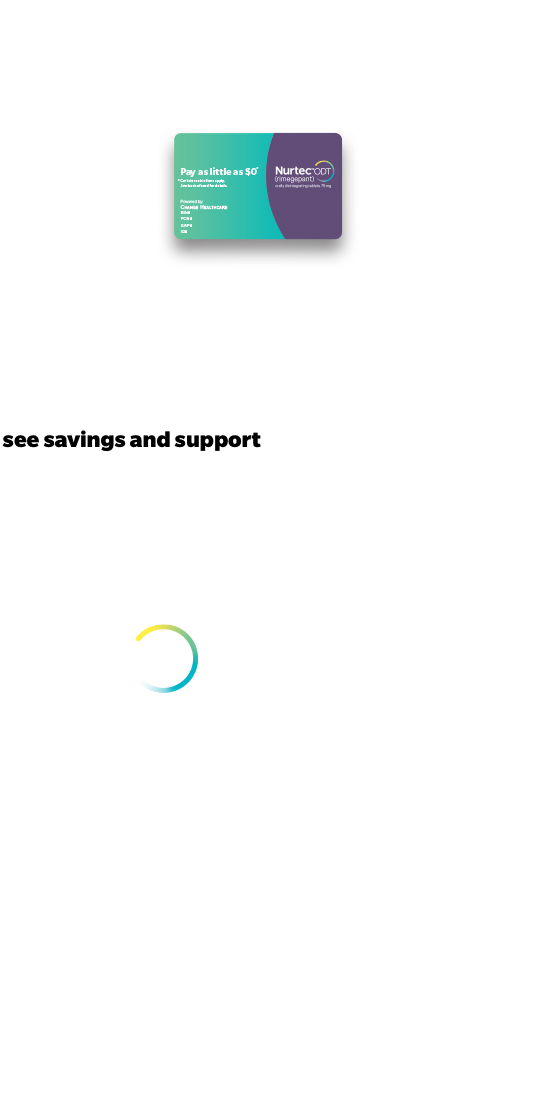 Pay as little as $0*
*Certain restrictions apply.
See back of card for details.
Powered by:
CHANGE HEALTHCARE
BIN#
PCN#
GRP#
ID#
Nurtec®ODT
(rimegepant)
orally disintegrating tablets 75 mg
see savings and support